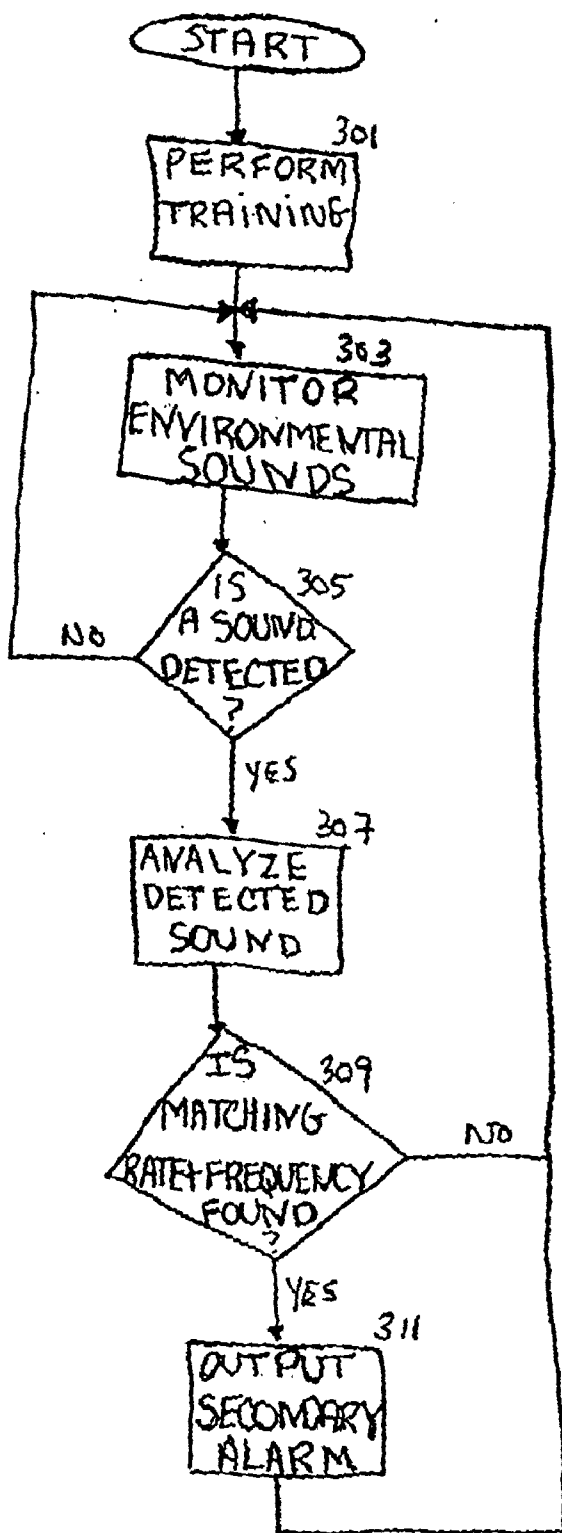 START
301
PERFORM
TRAINING
303
MONITOR
ENVIRONMENTAL
SOUNDS
305
IS
A SOUND
DETECTED
?
NO
YES
307
ANALYZE
DETECTED
SOUND
309
IS
MATCHING
RATE+FREQUENCY
FOUND
?
NO
YES
311
OUTPUT
SECONDARY
ALARM